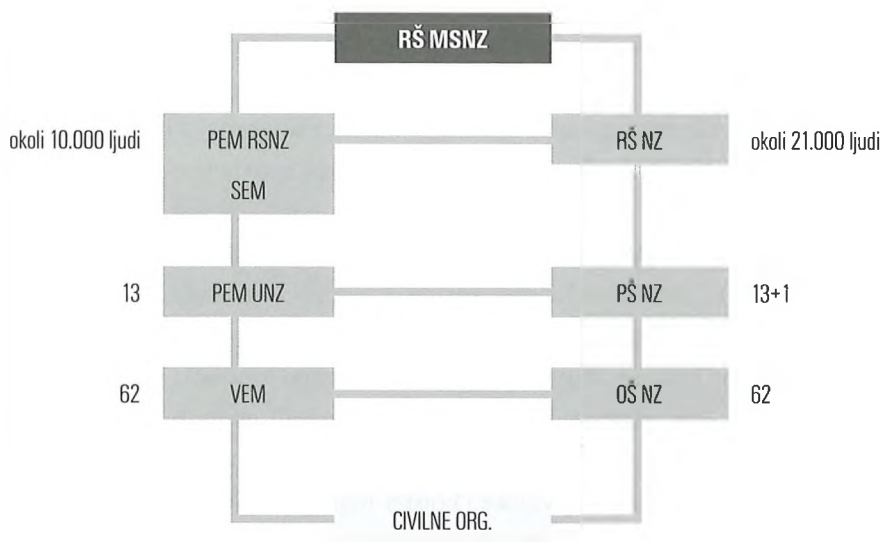 RŠ MSNZ
okoli 10.000 ljudi
PEM RSNZ
RŠ NZ
okoli 21.000 ljudi
SEM
13
PEM UNZ
PŠ NZ
13+1
62
VEM
OŠ NZ
62
CIVILNE ORG.